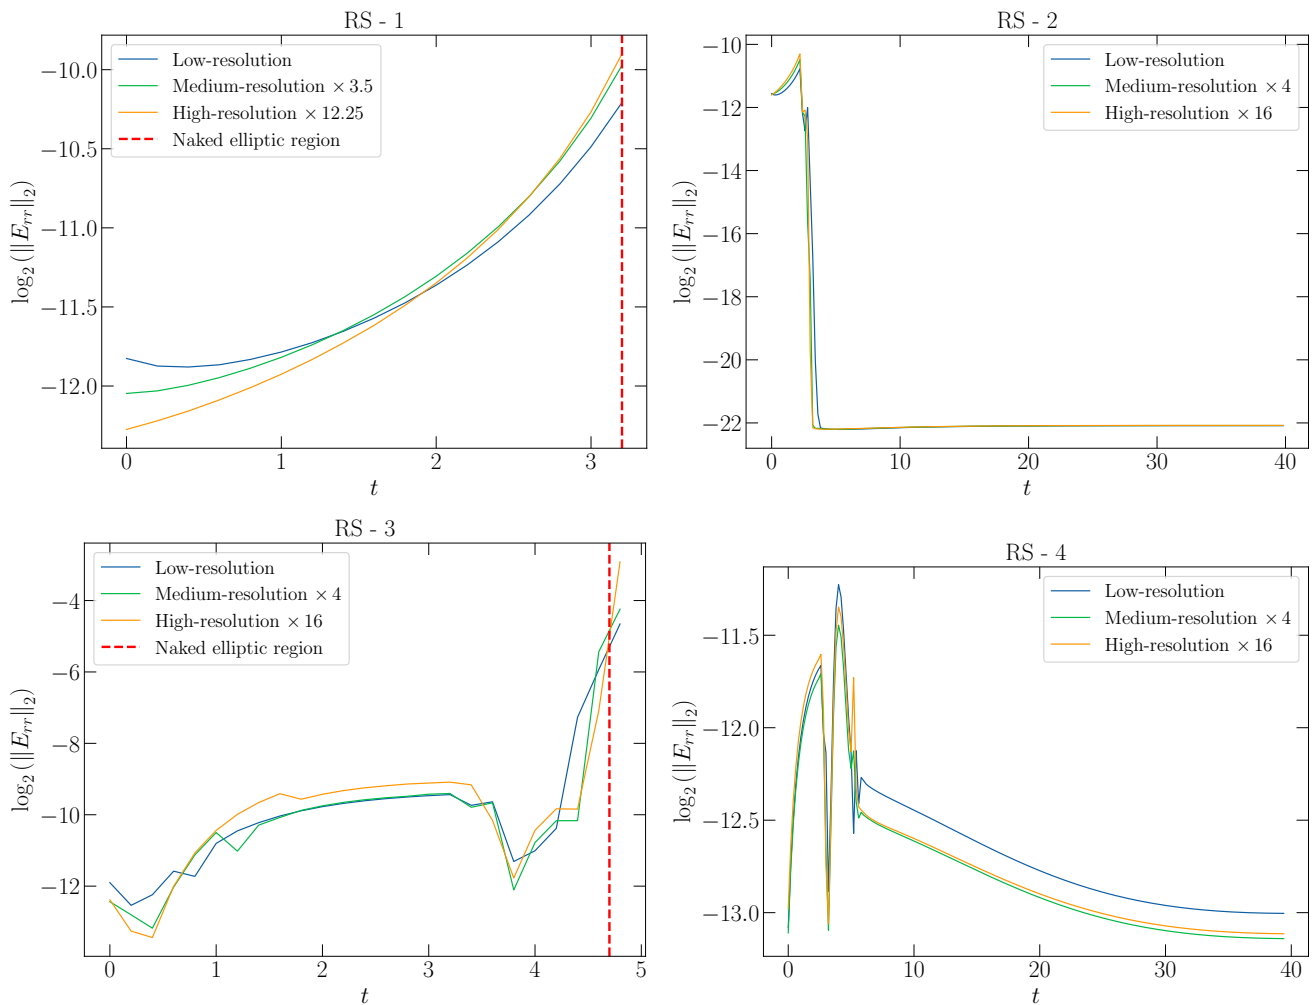 RS - 1
Low-resolution
Medium-resolution × 3.5
High-resolution × 12.25
Naked elliptic region
−10.0
−10.5
−11.0
−11.5
−12.0
log₂(||E_rr||₂)
0 1 2 3
t
RS - 2
Low-resolution
Medium-resolution × 4
High-resolution × 16
−10
−12
−14
−16
−18
−20
−22
log₂(||E_rr||₂)
0 10 20 30 40
t
RS - 3
Low-resolution
Medium-resolution × 4
High-resolution × 16
Naked elliptic region
−4
−6
−8
−10
−12
log₂(||E_rr||₂)
0 1 2 3 4 5
t
RS - 4
Low-resolution
Medium-resolution × 4
High-resolution × 16
−11.5
−12.0
−12.5
−13.0
log₂(||E_rr||₂)
0 10 20 30 40
t